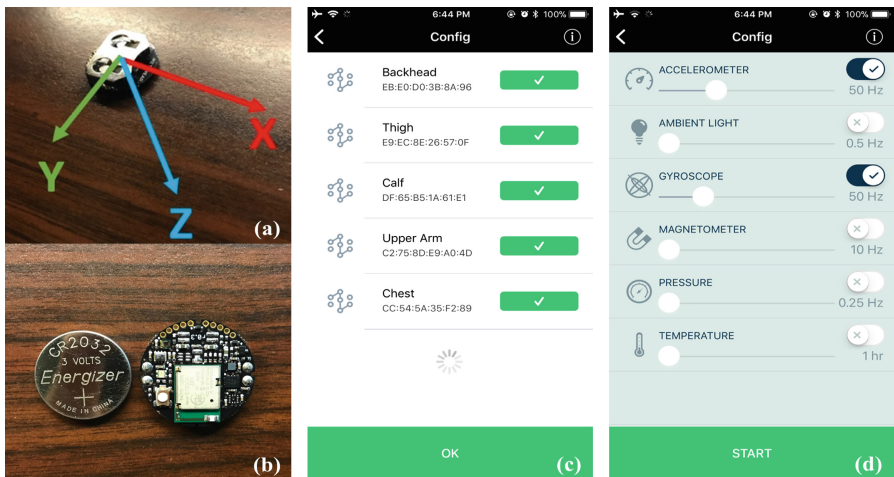 X
Y
Z
(a)
CR2032
3 VOLTS
Energizer
+
MADE IN CHINA
(b)
6:44 PM
100%
Config
Backhead
EB:E0:D0:3B:8A:96
Thigh
E9:EC:8E:26:57:0F
Calf
DF:65:B5:1A:61:E1
Upper Arm
C2:75:8D:E9:A0:4D
Chest
CC:54:5A:35:F2:89
OK
(c)
6:44 PM
100%
Config
ACCELEROMETER
50 Hz
AMBIENT LIGHT
0.5 Hz
GYROSCOPE
50 Hz
MAGNETOMETER
10 Hz
PRESSURE
0.25 Hz
TEMPERATURE
1 hr
START
(d)